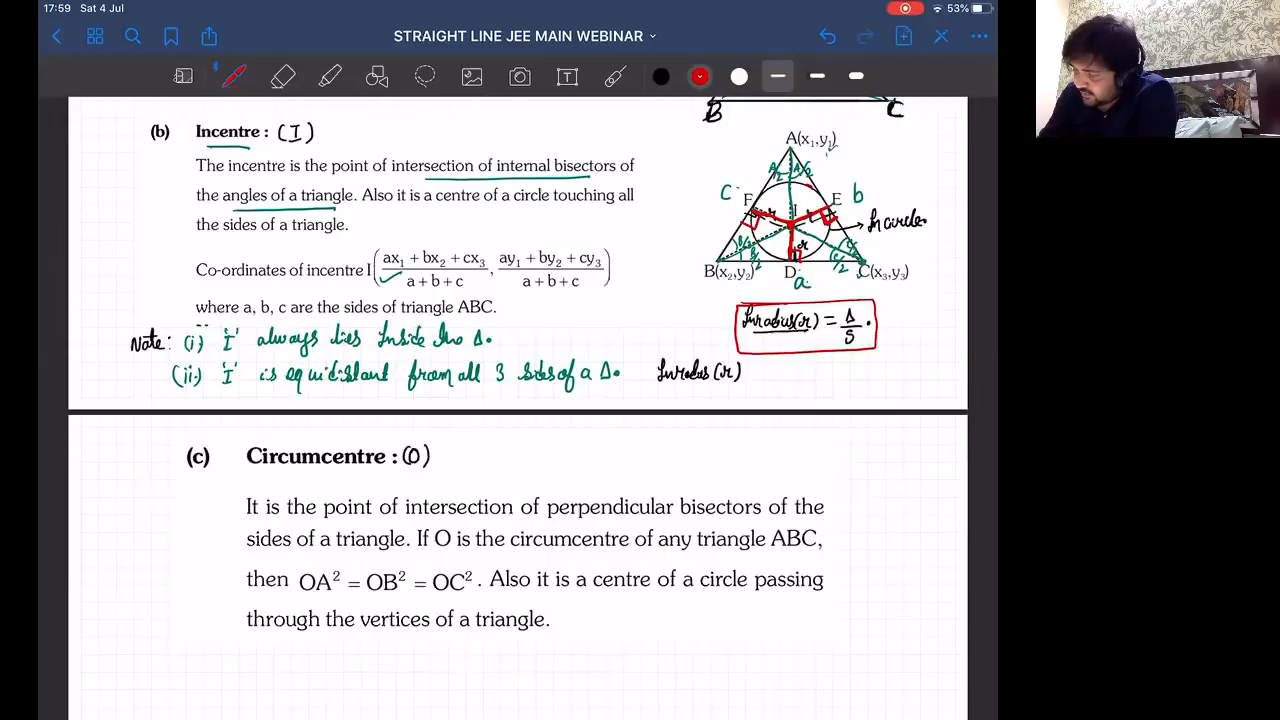 17:59 Sat 4 Jul
53%
STRAIGHT LINE JEE MAIN WEBINAR
B C
(b) Incentre : (I)
The incentre is the point of intersection of internal bisectors of
the angles of a triangle. Also it is a centre of a circle touching all
the sides of a triangle.
Co-ordinates of incentre I( ax₁ + bx₂ + cx₃ / a + b + c , ay₁ + by₂ + cy₃ / a + b + c )
where a, b, c are the sides of triangle ABC.
A(x₁,y₁)
A/2 A/2
c F E b
r I r
Incircle
B/2 B/2 r C/2 C/2
B(x₂,y₂) D C(x₃,y₃)
a
Inradius(r) = Δ/S .
Note: (i) 'I' always lies Inside the Δ.
(ii) 'I' is equidistant from all 3 sides of a Δ. Inradius(r)
(c) Circumcentre : (O)
It is the point of intersection of perpendicular bisectors of the
sides of a triangle. If O is the circumcentre of any triangle ABC,
then OA² = OB² = OC². Also it is a centre of a circle passing
through the vertices of a triangle.